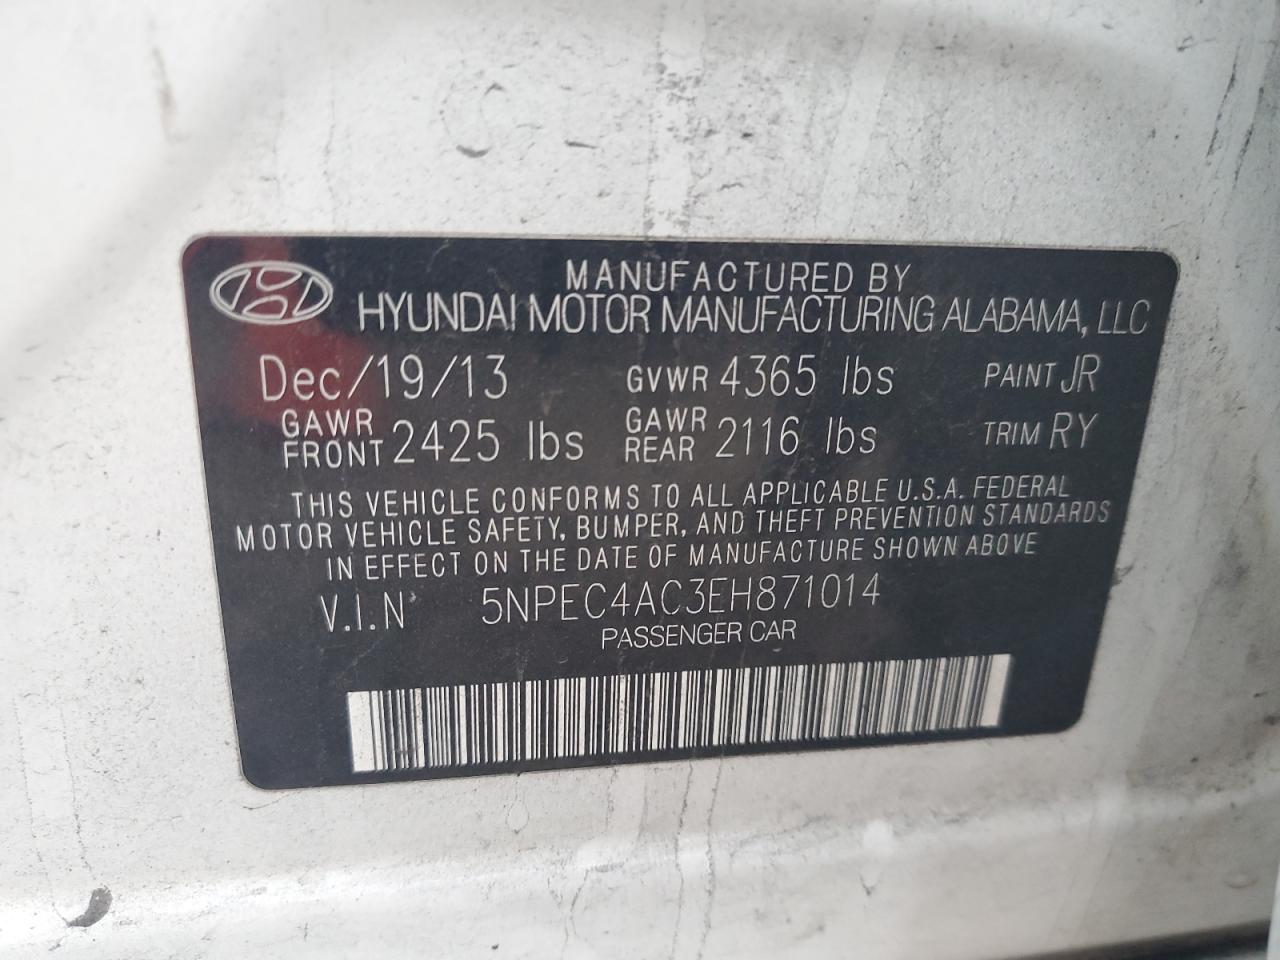 MANUFACTURED BY
HYUNDAI MOTOR MANUFACTURING ALABAMA, LLC
Dec/19/13 GVWR 4365 lbs PAINT JR
GAWR FRONT 2425 lbs GAWR REAR 2116 lbs TRIM RY
THIS VEHICLE CONFORMS TO ALL APPLICABLE U.S.A. FEDERAL
MOTOR VEHICLE SAFETY, BUMPER, AND THEFT PREVENTION STANDARDS
IN EFFECT ON THE DATE OF MANUFACTURE SHOWN ABOVE
V.I.N 5NPEC4AC3EH871014
PASSENGER CAR